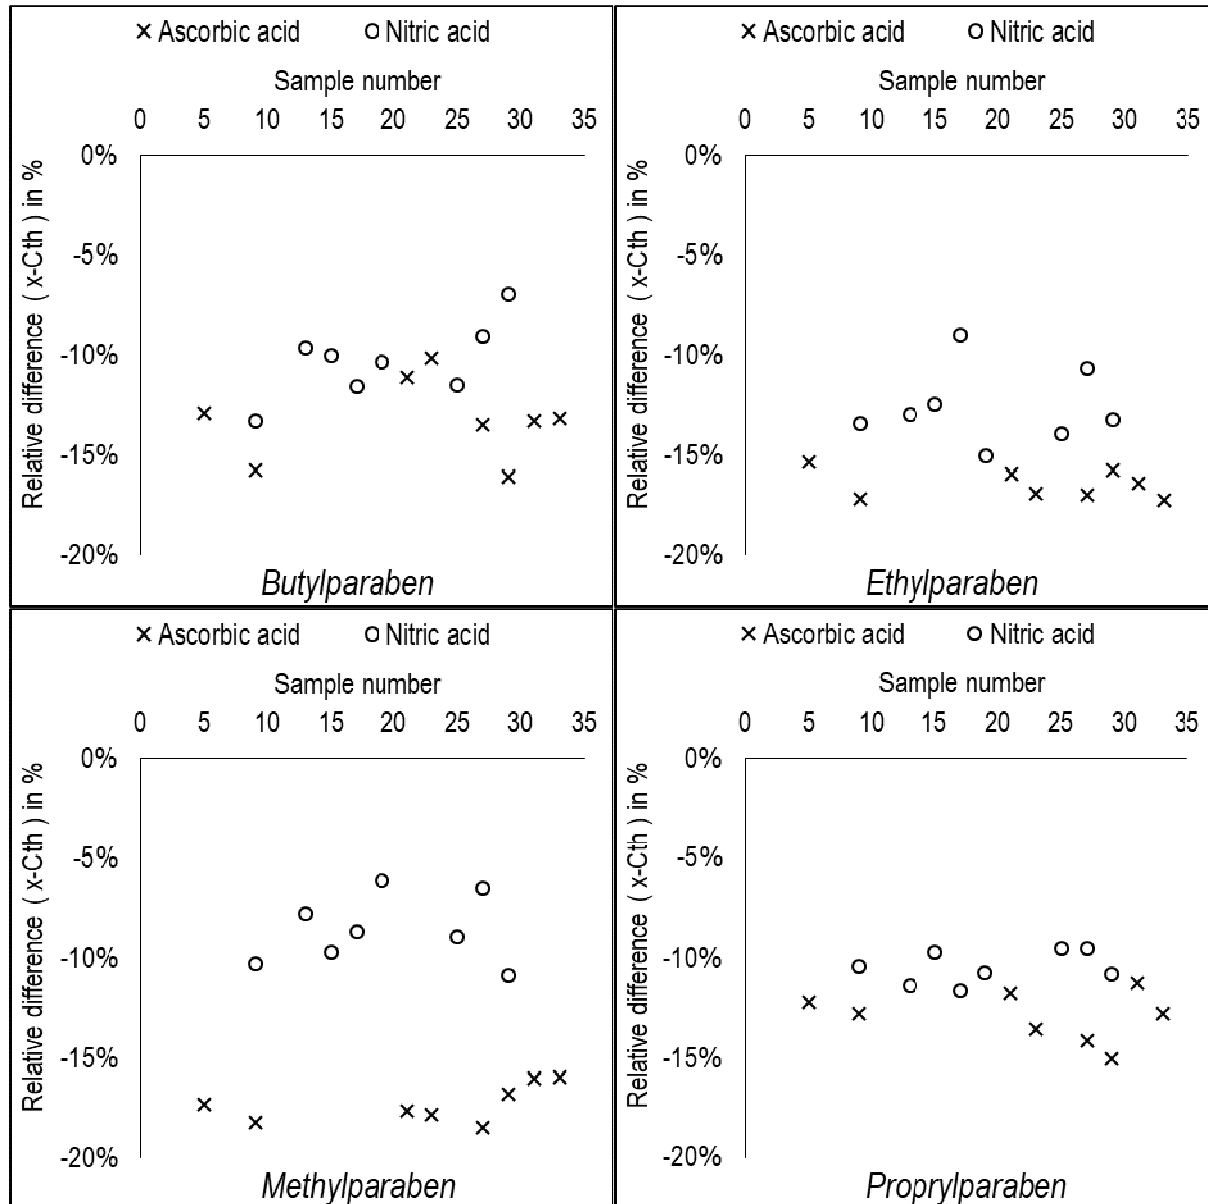 × Ascorbic acid o Nitric acid
Sample number
0 5 10 15 20 25 30 35
0%
-5%
-10%
-15%
-20%
Relative difference ( x-Cth ) in %
Butylparaben
× Ascorbic acid o Nitric acid
Sample number
0 5 10 15 20 25 30 35
0%
-5%
-10%
-15%
-20%
Relative difference ( x-Cth ) in %
Ethylparaben
× Ascorbic acid o Nitric acid
Sample number
0 5 10 15 20 25 30 35
0%
-5%
-10%
-15%
-20%
Relative difference ( x-Cth ) in %
Methylparaben
× Ascorbic acid o Nitric acid
Sample number
0 5 10 15 20 25 30 35
0%
-5%
-10%
-15%
-20%
Relative difference ( x-Cth ) in %
Proprylparaben